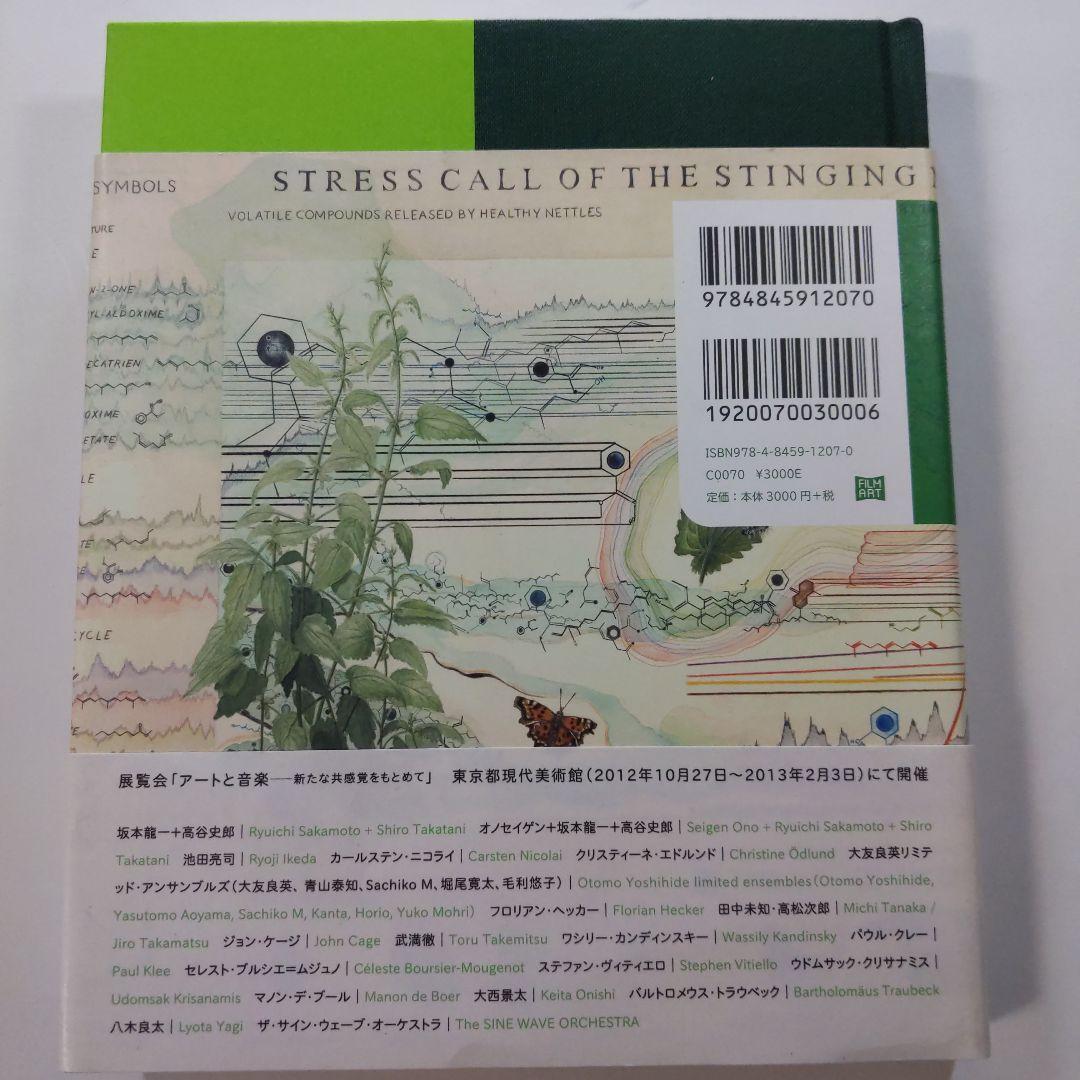 SYMBOLS
STRESS CALL OF THE STINGING
VOLATILE COMPOUNDS RELEASED BY HEALTHY NETTLES
TURE
E
N-2-ONE
YL-ALDOXIME
ECATRIEN
OXIME
ETATE
LE
TE
E
CYCLE
TE
9784845912070
1920070030006
ISBN978-4-8459-1207-0
C0070 ¥3000E
定価:本体3000円+税
FILM
ART
展覧会「アートと音楽──新たな共感覚をもとめて」 東京都現代美術館(2012年10月27日〜2013年2月3日)にて開催
坂本龍一+高谷史郎 | Ryuichi Sakamoto + Shiro Takatani オノセイゲン+坂本龍一+高谷史郎 | Seigen Ono + Ryuichi Sakamoto + Shiro
Takatani 池田亮司 | Ryoji Ikeda カールステン・ニコライ | Carsten Nicolai クリスティーネ・エドルンド | Christine Ödlund 大友良英リミテ
ッド・アンサンブルズ(大友良英、青山泰知、Sachiko M、堀尾寛太、毛利悠子) | Otomo Yoshihide limited ensembles(Otomo Yoshihide,
Yasutomo Aoyama, Sachiko M, Kanta, Horio, Yuko Mohri) フロリアン・ヘッカー | Florian Hecker 田中未知・高松次郎 | Michi Tanaka /
Jiro Takamatsu ジョン・ケージ | John Cage 武満徹 | Toru Takemitsu ワシリー・カンディンスキー | Wassily Kandinsky パウル・クレー |
Paul Klee セレスト・ブルシエ=ムジュノ | Céleste Boursier-Mougenot ステファン・ヴィティエロ | Stephen Vitiello ウドムサック・クリサナミス |
Udomsak Krisanamis マノン・デ・ブール | Manon de Boer 大西景太 | Keita Onishi バルトロメウス・トラウベック | Bartholomäus Traubeck
八木良太 | Lyota Yagi ザ・サイン・ウェーブ・オーケストラ | The SINE WAVE ORCHESTRA